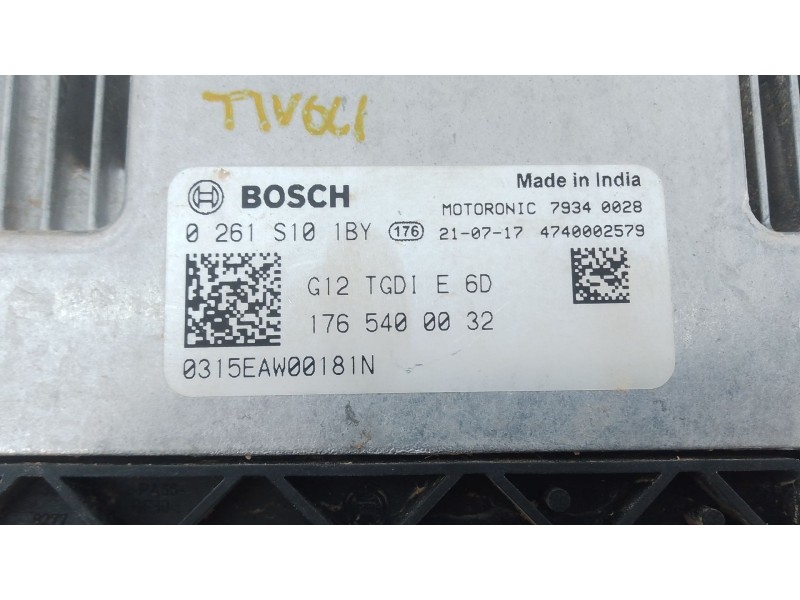 TIVOLI
BOSCH
Made in India
MOTORONIC 7934 0028
0 261 S10 1BY 176 21-07-17 4740002579
G12 TGDI E 6D
176 540 00 32
0315EAW00181N